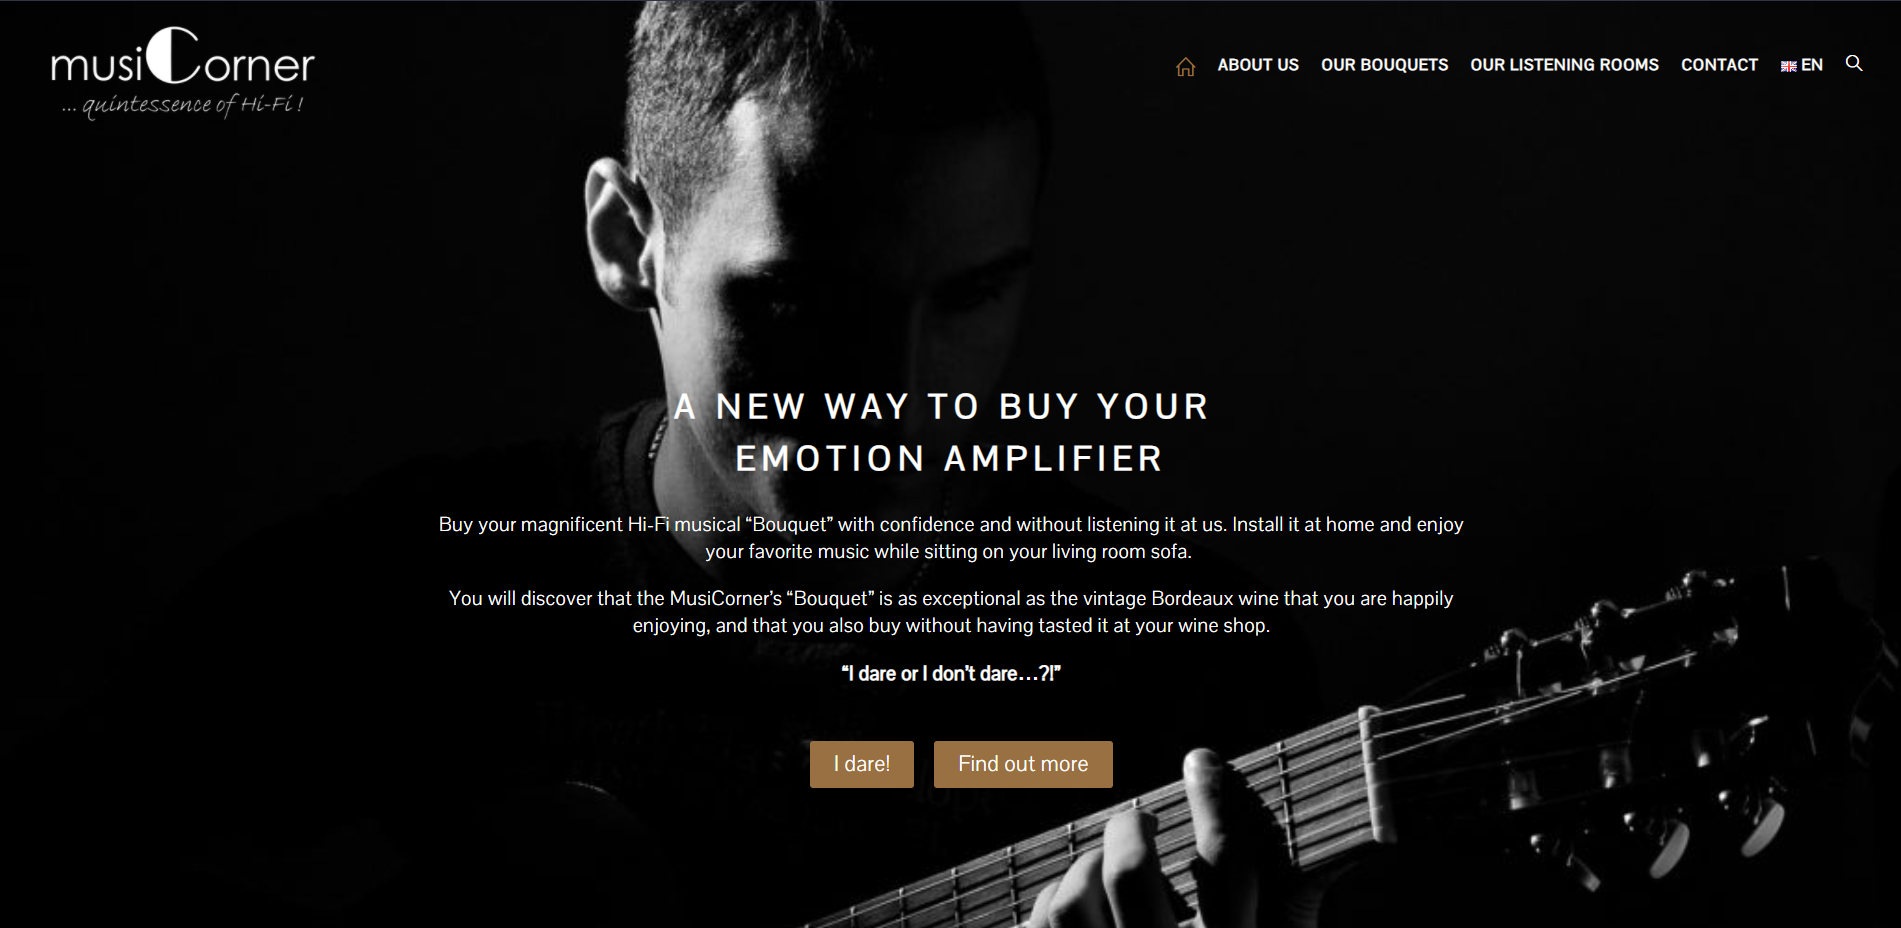 musiCorner
... quintessence of Hi-Fi !
ABOUT US OUR BOUQUETS OUR LISTENING ROOMS CONTACT EN
A NEW WAY TO BUY YOUR
EMOTION AMPLIFIER
Buy your magnificent Hi-Fi musical “Bouquet” with confidence and without listening it at us. Install it at home and enjoy
your favorite music while sitting on your living room sofa.
You will discover that the MusiCorner’s “Bouquet” is as exceptional as the vintage Bordeaux wine that you are happily
enjoying, and that you also buy without having tasted it at your wine shop.
“I dare or I don’t dare…?!”
I dare! Find out more